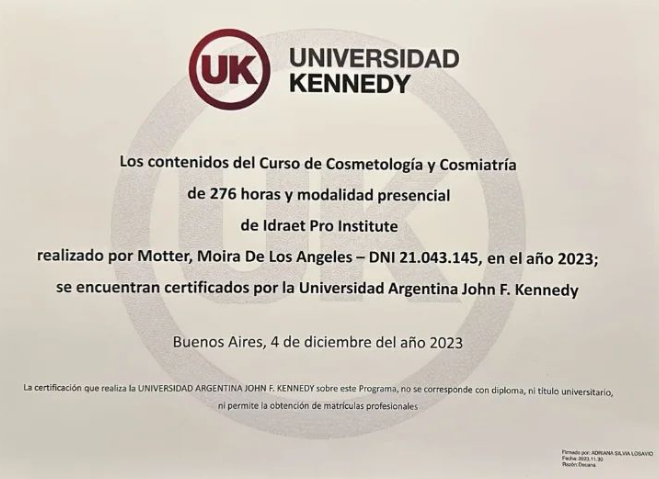 UK
UNIVERSIDAD
KENNEDY
Los contenidos del Curso de Cosmetología y Cosmiatría
de 276 horas y modalidad presencial
de Idraet Pro Institute
realizado por Motter, Moira De Los Angeles – DNI 21.043.145, en el año 2023;
se encuentran certificados por la Universidad Argentina John F. Kennedy
Buenos Aires, 4 de diciembre del año 2023
La certificación que realiza la UNIVERSIDAD ARGENTINA JOHN F. KENNEDY sobre este Programa, no se corresponde con diploma, ni título universitario,
ni permite la obtención de matrículas profesionales
Firmado por: ADRIANA SILVIA LOSAVIO
Fecha: 2023.11.30
Razón: Decana